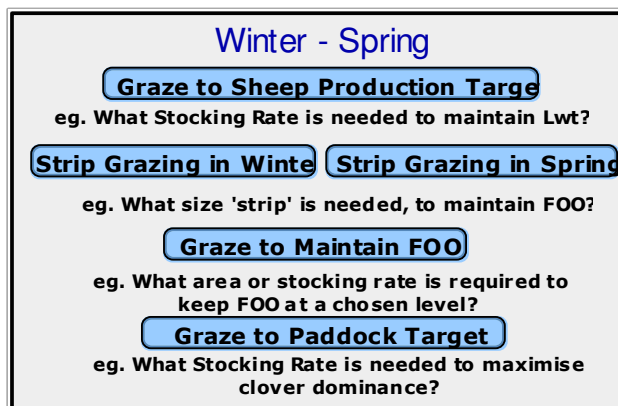 Winter - Spring
Graze to Sheep Production Targe
eg. What Stocking Rate is needed to maintain Lwt?
Strip Grazing in Winte Strip Grazing in Spring
eg. What size 'strip' is needed, to maintain FOO?
Graze to Maintain FOO
eg. What area or stocking rate is required to
keep FOO at a chosen level?
Graze to Paddock Target
eg. What Stocking Rate is needed to maximise
clover dominance?